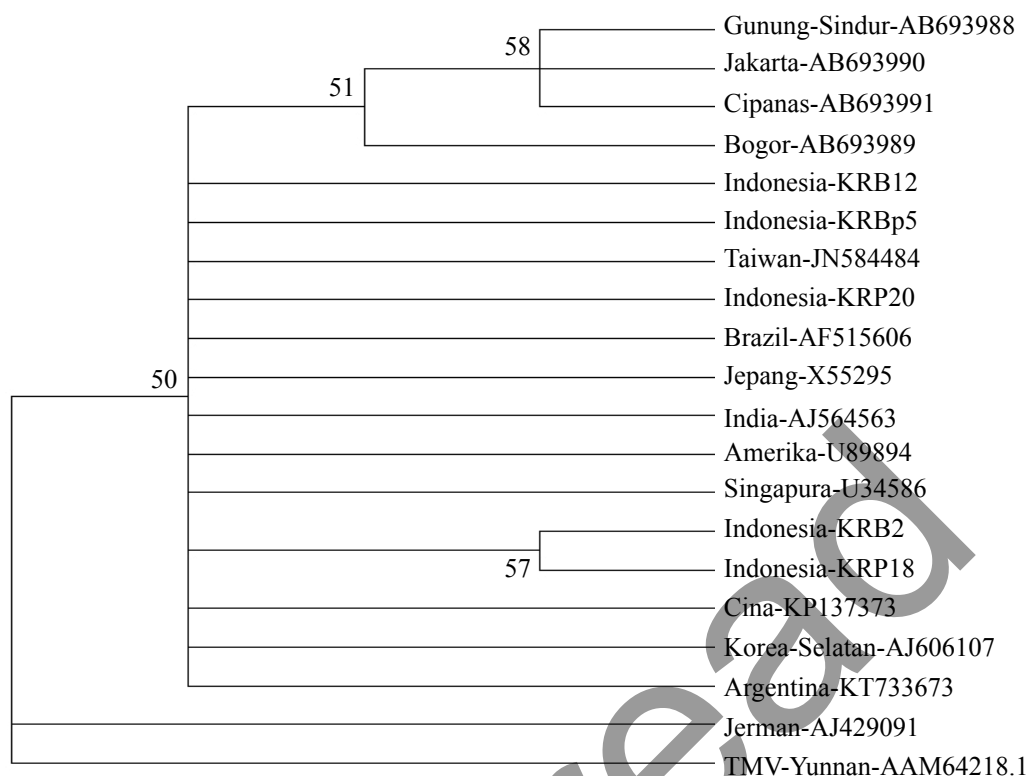 Gunung-Sindur-AB693988
58
Jakarta-AB693990
51
Cipanas-AB693991
Bogor-AB693989
Indonesia-KRB12
Indonesia-KRBp5
Taiwan-JN584484
Indonesia-KRP20
Brazil-AF515606
50
Jepang-X55295
India-AJ564563
Amerika-U89894
Singapura-U34586
Indonesia-KRB2
57
Indonesia-KRP18
Cina-KP137373
Korea-Selatan-AJ606107
Argentina-KT733673
Jerman-AJ429091
TMV-Yunnan-AAM64218.1